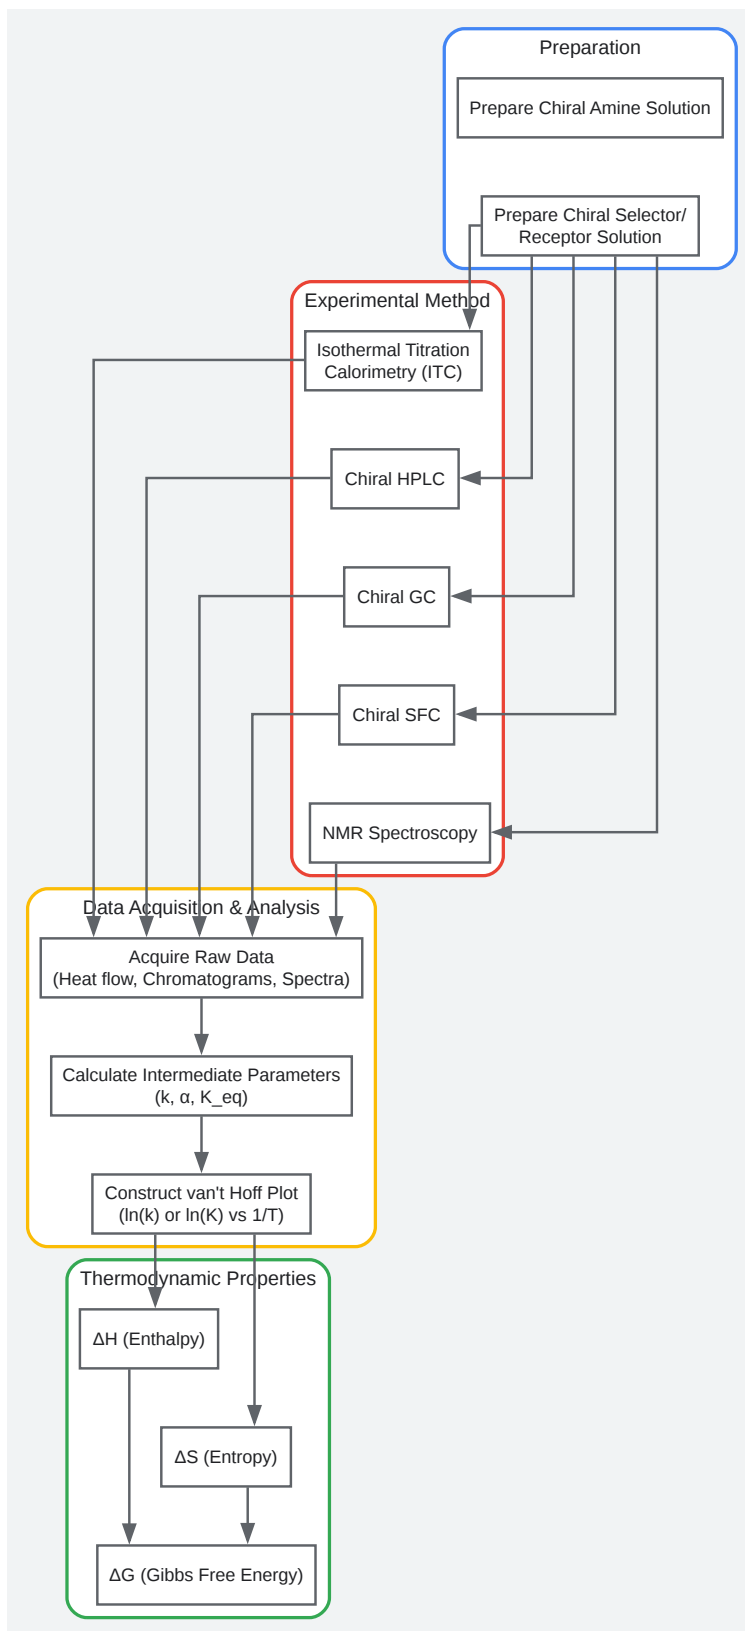 Preparation
Prepare Chiral Amine Solution
Prepare Chiral Selector/
Receptor Solution
Experimental Method
Isothermal Titration
Calorimetry (ITC)
Chiral HPLC
Chiral GC
Chiral SFC
NMR Spectroscopy
Data Acquisition & Analysis
Acquire Raw Data
(Heat flow, Chromatograms, Spectra)
Calculate Intermediate Parameters
(k, α, K_eq)
Construct van't Hoff Plot
(ln(k) or ln(K) vs 1/T)
Thermodynamic Properties
ΔH (Enthalpy)
ΔS (Entropy)
ΔG (Gibbs Free Energy)